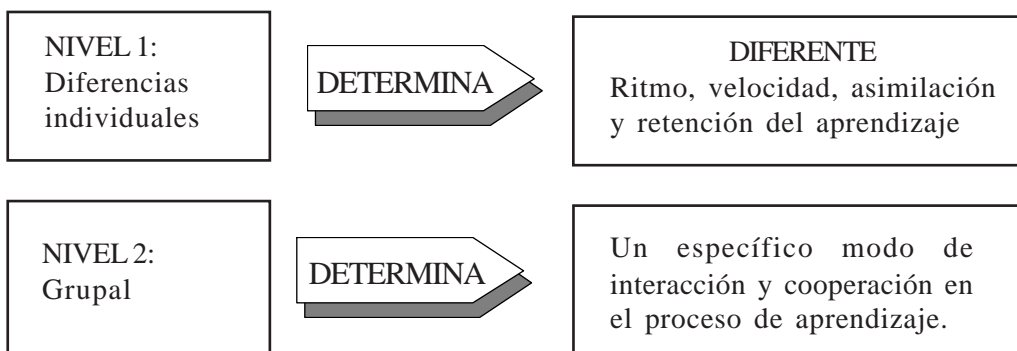 NIVEL 1:
Diferencias
individuales
DETERMINA
DIFERENTE
Ritmo, velocidad, asimilación
y retención del aprendizaje
NIVEL 2:
Grupal
DETERMINA
Un específico modo de
interacción y cooperación en
el proceso de aprendizaje.